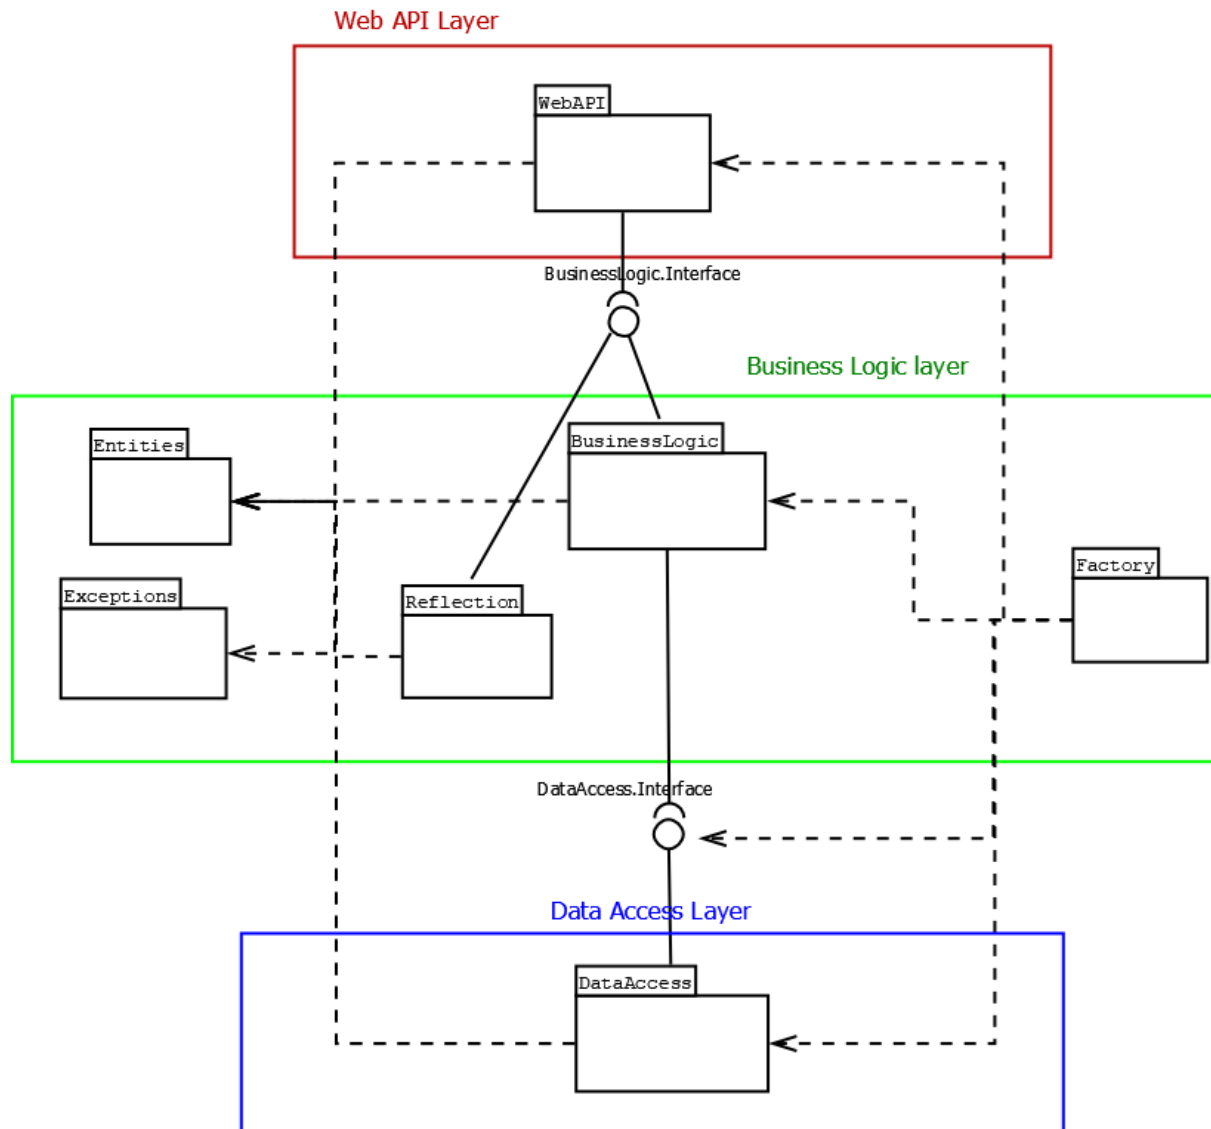 Web API Layer
WebAPI
BusinessLogic.Interface
Business Logic layer
Entities
BusinessLogic
Exceptions
Reflection
Factory
DataAccess.Interface
Data Access Layer
DataAccess